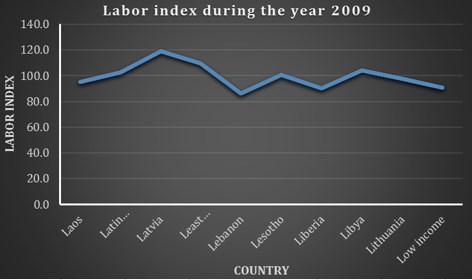 Labor index during the year 2009
140.0
120.0
100.0
80.0
60.0
40.0
20.0
0.0
LABOR INDEX
Laos
Latin...
Latvia
Least...
Lebanon
Lesotho
Liberia
Libya
Lithuania
Low income
COUNTRY